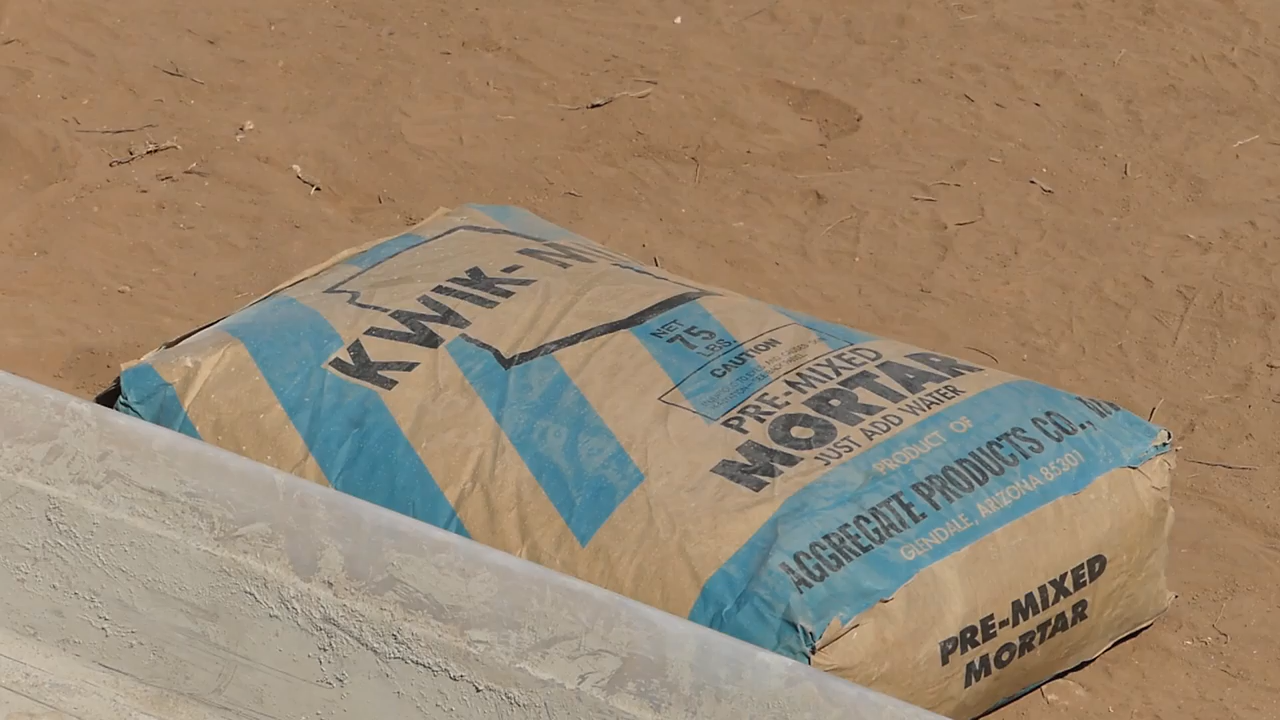 KWIK-
NET
75
LBS.
CAUTION
PRE-MIXED
MORTAR
JUST ADD WATER
PRODUCT OF
AGGREGATE PRODUCTS CO.,
GLENDALE, ARIZONA 85301
PRE-MIXED
MORTAR